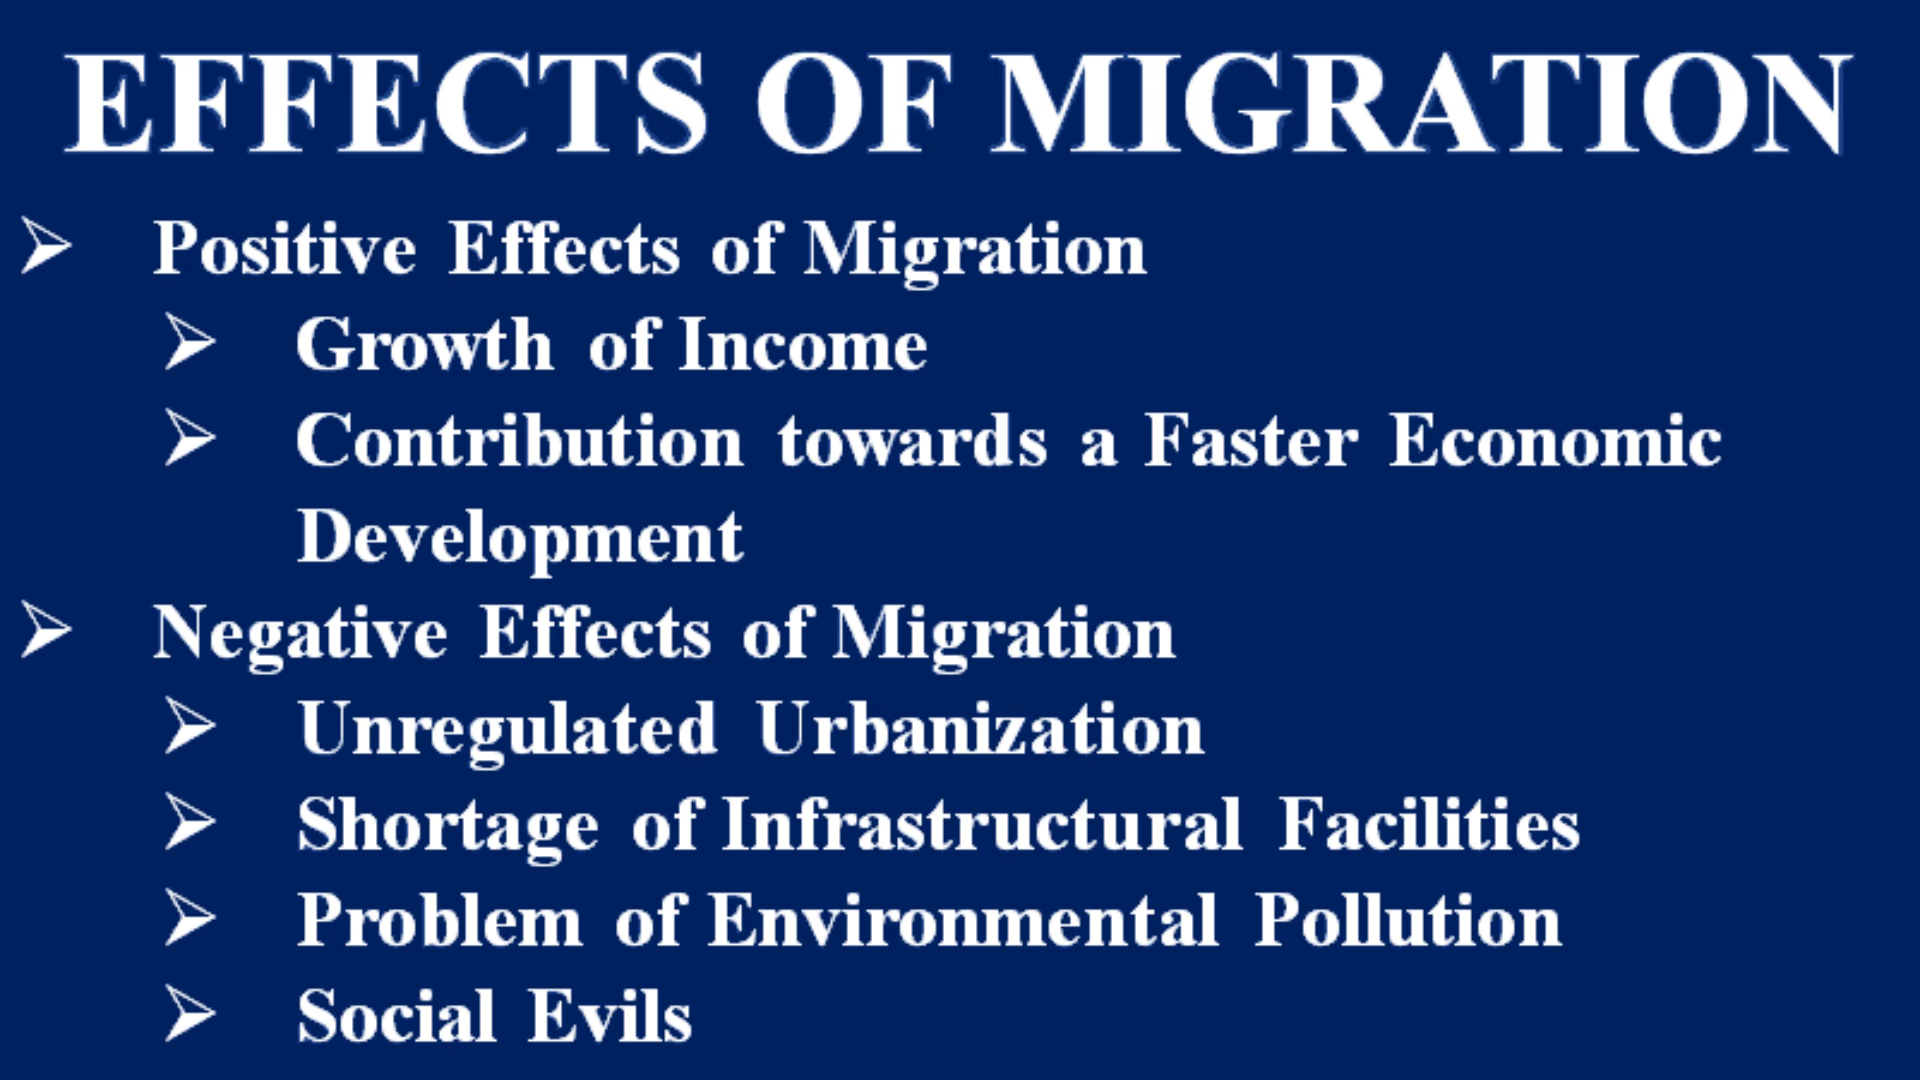 EFFECTS OF MIGRATION
➢ Positive Effects of Migration
➢ Growth of Income
➢ Contribution towards a Faster Economic
Development
➢ Negative Effects of Migration
➢ Unregulated Urbanization
➢ Shortage of Infrastructural Facilities
➢ Problem of Environmental Pollution
➢ Social Evils